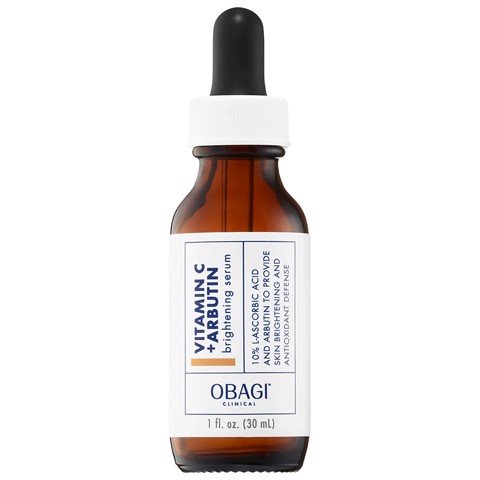 VITAMIN C
+ARBUTIN
brightening serum
10% L-ASCORBIC ACID
AND ARBUTIN TO PROVIDE
SKIN BRIGHTENING AND
ANTIOXIDANT DEFENSE
OBAGI™
CLINICAL
1 fl. oz. (30 mL)